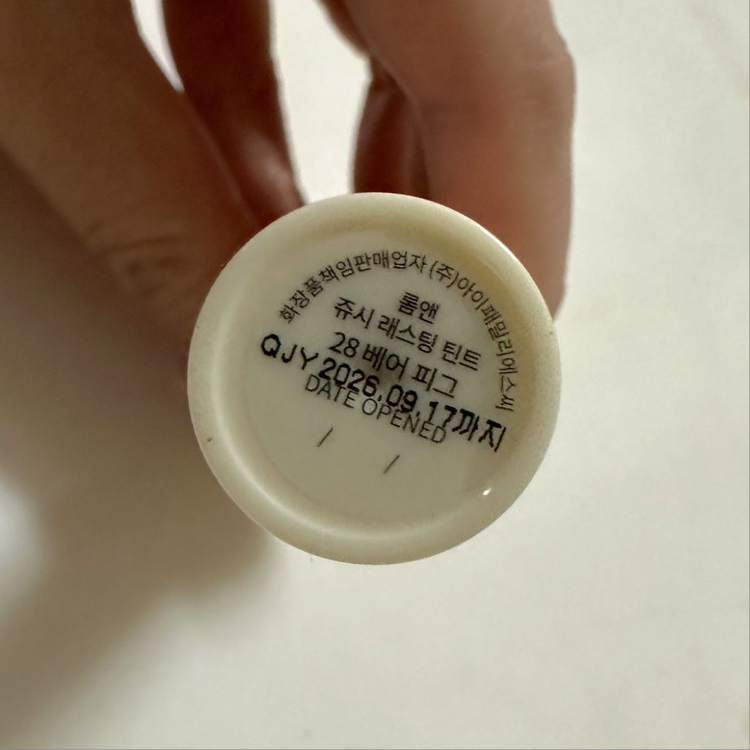 화장품책임판매업자 (주)아이패밀리에스씨
롬앤
쥬시 래스팅 틴트
28 베어 피그
QJY 2026.09.17까지
DATE OPENED
/ /